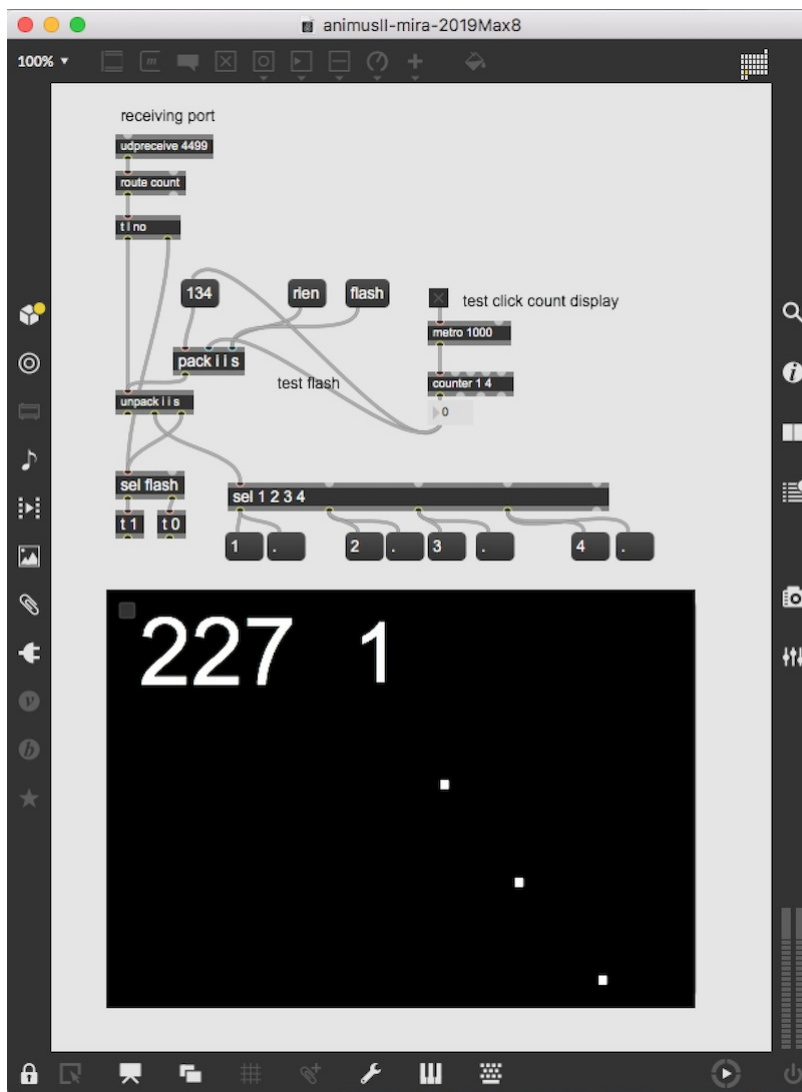 animusII-mira-2019Max8
100%
receiving port
udpreceive 4499
route count
t l no
134 rien flash
test click count display
metro 1000
pack i i s
test flash
counter 1 4
unpack i i s
0
sel flash
sel 1 2 3 4
t 1 t 0
1 . 2 . 3 . 4 .
227 1